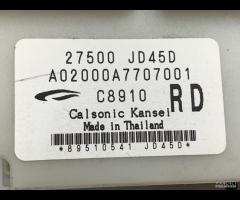 27500 JD45D
A02000A7707001
C8910 RD
Calsonic Kansei
Made in Thailand
*89510541 JD45D*